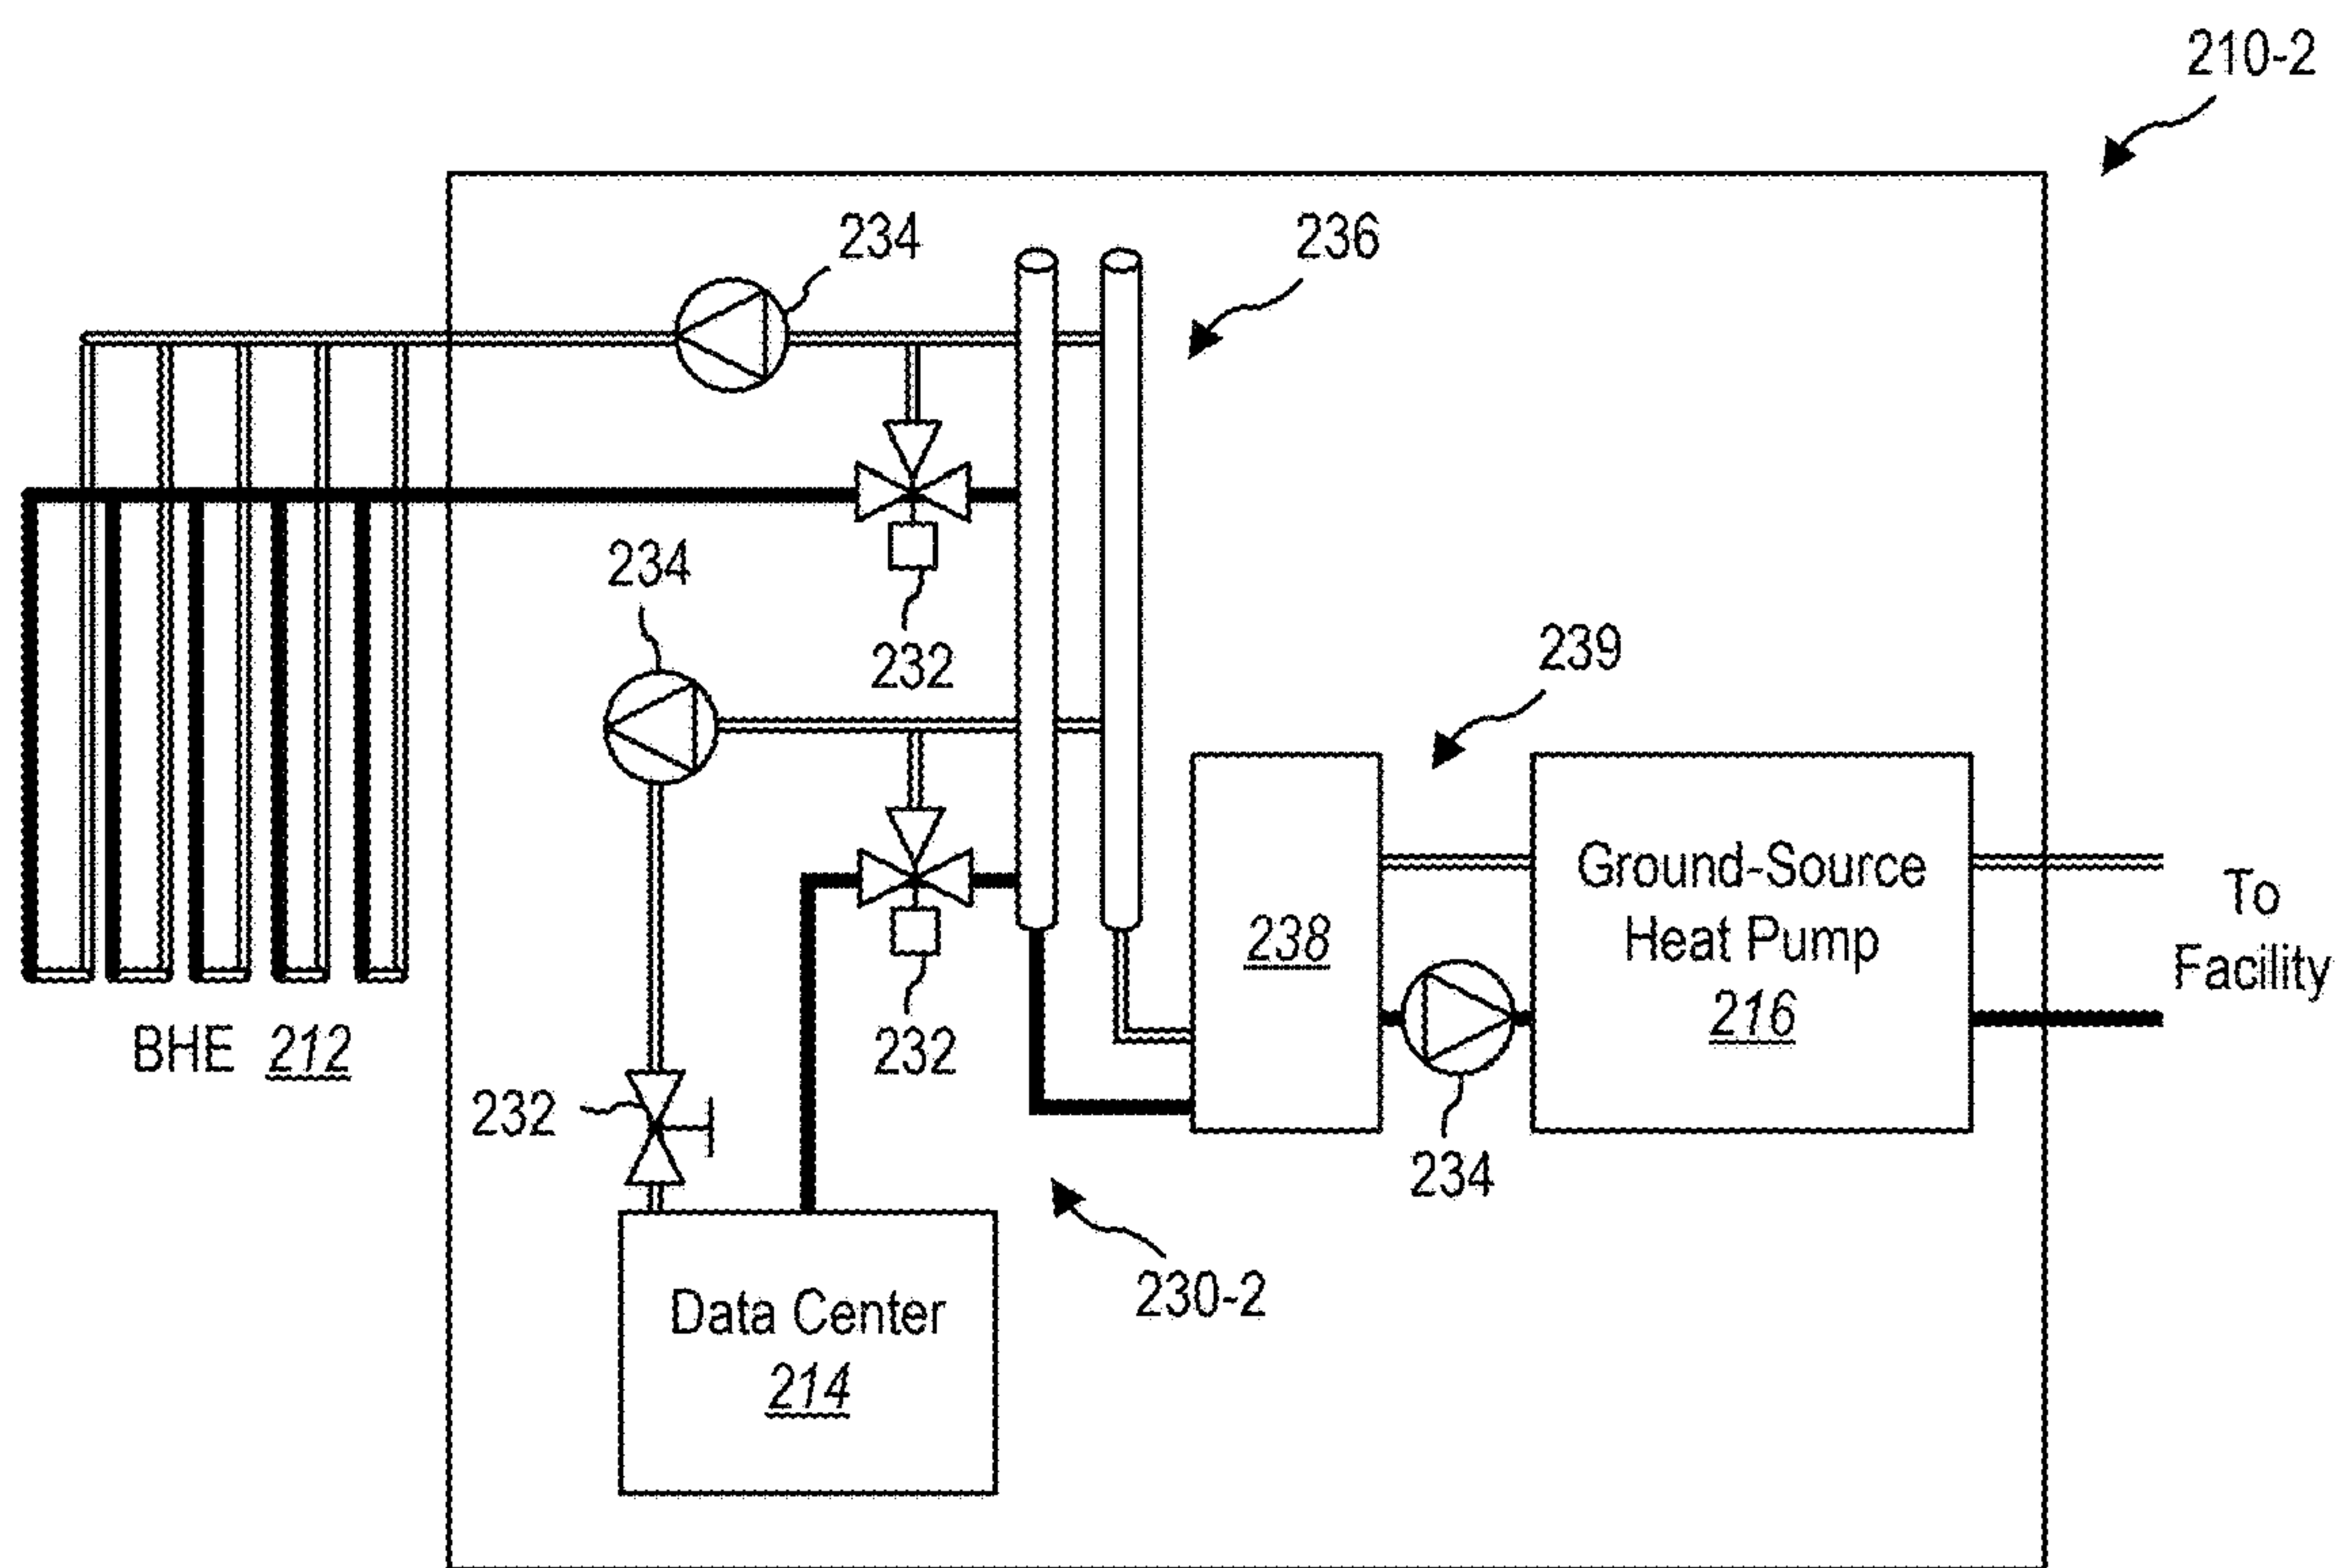 210-2
234
236
234
232
239
Ground-Source
Heat Pump
216
To
Facility
238
BHE 212
232
232
234
230-2
Data Center
214